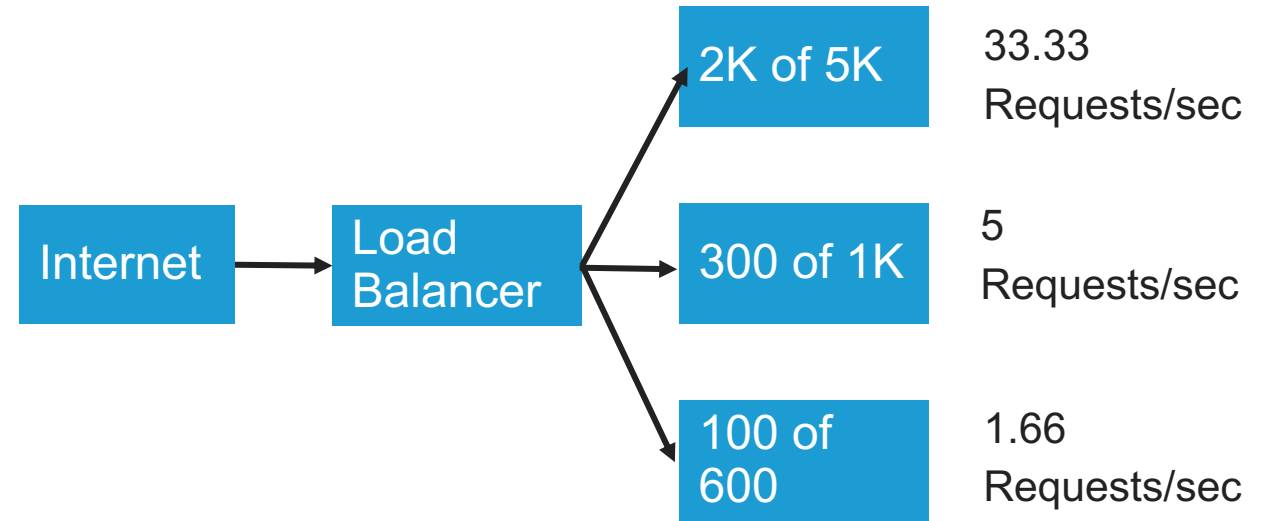 Internet
Load
Balancer
2K of 5K
33.33
Requests/sec
300 of 1K
5
Requests/sec
100 of
600
1.66
Requests/sec